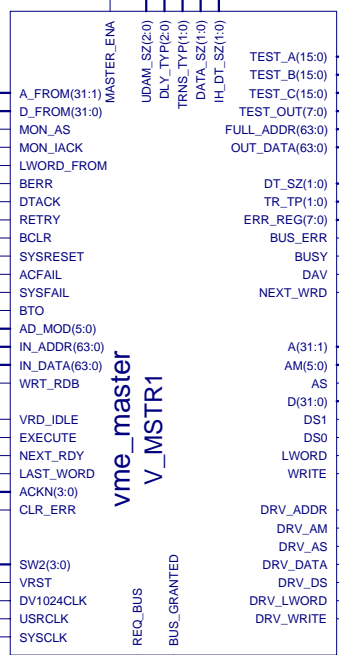 MASTER_ENA
UDAM_SZ(2:0)
DLY_TYP(2:0)
TRNS_TYP(1:0)
DATA_SZ(1:0)
IH_DT_SZ(1:0)
A_FROM(31:1)
D_FROM(31:0)
MON_AS
MON_IACK
LWORD_FROM
BERR
DTACK
RETRY
BCLR
SYSRESET
ACFAIL
SYSFAIL
BTO
AD_MOD(5:0)
IN_ADDR(63:0)
IN_DATA(63:0)
WRT_RDB
VRD_IDLE
EXECUTE
NEXT_RDY
LAST_WORD
ACKN(3:0)
CLR_ERR
SW2(3:0)
VRST
DV1024CLK
USRCLK
SYSCLK
vme_master
V_MSTR1
REQ_BUS
BUS_GRANTED
TEST_A(15:0)
TEST_B(15:0)
TEST_C(15:0)
TEST_OUT(7:0)
FULL_ADDR(63:0)
OUT_DATA(63:0)
DT_SZ(1:0)
TR_TP(1:0)
ERR_REG(7:0)
BUS_ERR
BUSY
DAV
NEXT_WRD
A(31:1)
AM(5:0)
AS
D(31:0)
DS1
DS0
LWORD
WRITE
DRV_ADDR
DRV_AM
DRV_AS
DRV_DATA
DRV_DS
DRV_LWORD
DRV_WRITE